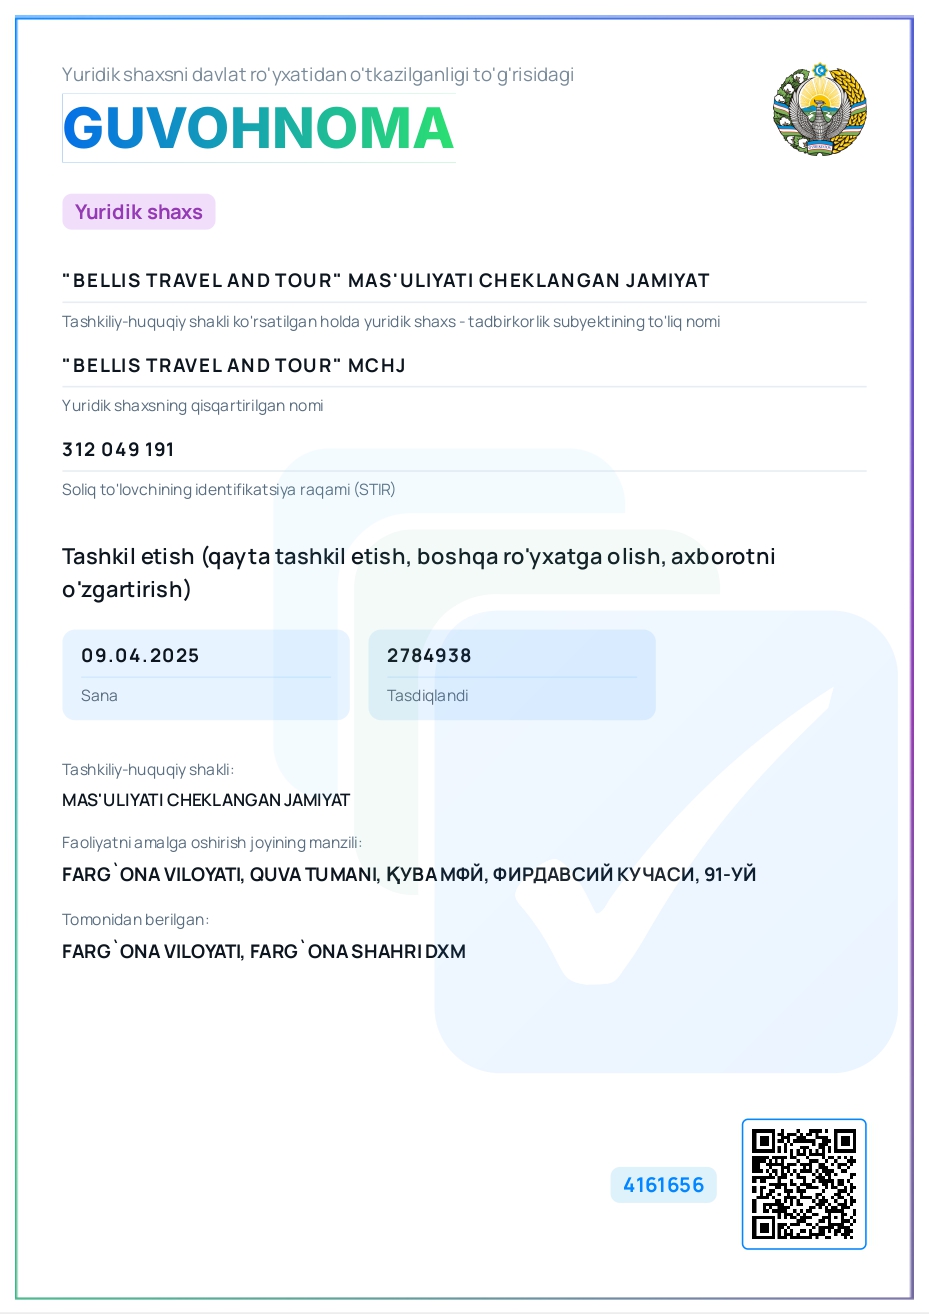 Yuridik shaxsni davlat ro'yxatidan o'tkazilganligi to'g'risidagi
GUVOHNOMA
Yuridik shaxs
"BELLIS TRAVEL AND TOUR" MAS'ULIYATI CHEKLANGAN JAMIYAT
Tashkiliy-huquqiy shakli ko'rsatilgan holda yuridik shaxs - tadbirkorlik subyektining to'liq nomi
"BELLIS TRAVEL AND TOUR" MCHJ
Yuridik shaxsning qisqartirilgan nomi
312 049 191
Soliq to'lovchining identifikatsiya raqami (STIR)
Tashkil etish (qayta tashkil etish, boshqa ro'yxatga olish, axborotni
o'zgartirish)
09.04.2025
Sana
2784938
Tasdiqlandi
Tashkiliy-huquqiy shakli:
MAS'ULIYATI CHEKLANGAN JAMIYAT
Faoliyatni amalga oshirish joyining manzili:
FARG`ONA VILOYATI, QUVA TUMANI, ҚУВА МФЙ, ФИРДАВСИЙ КУЧАСИ, 91-УЙ
Tomonidan berilgan:
FARG`ONA VILOYATI, FARG`ONA SHAHRI DXM
4161656